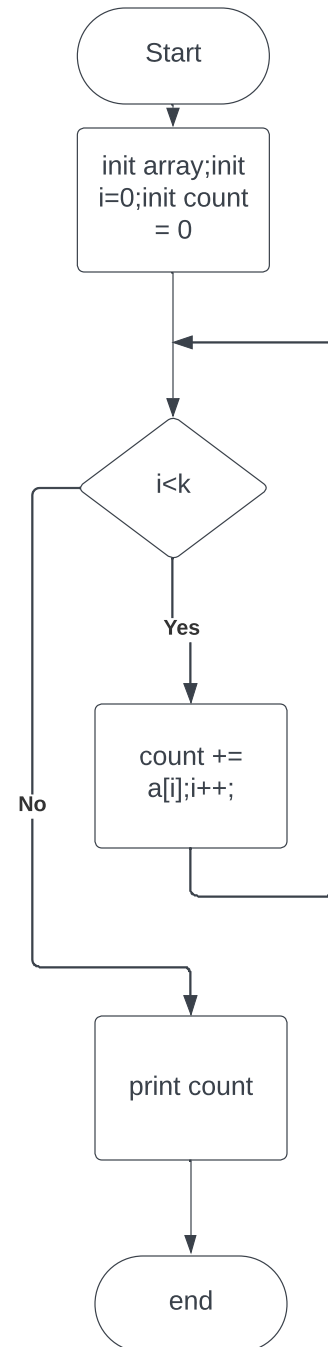 Start
init array;init
i=0;init count
= 0
i<k
Yes
count +=
a[i];i++;
No
print count
end